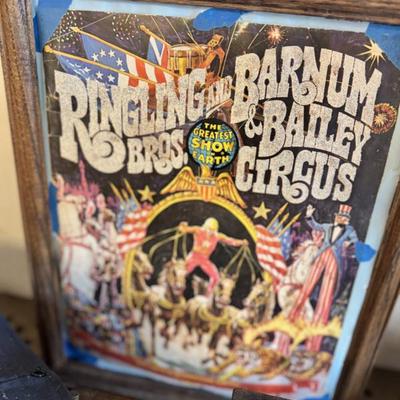 RINGLING AND BARNUM
BROS. & BAILEY
CIRCUS
THE
GREATEST
SHOW
ON
EARTH